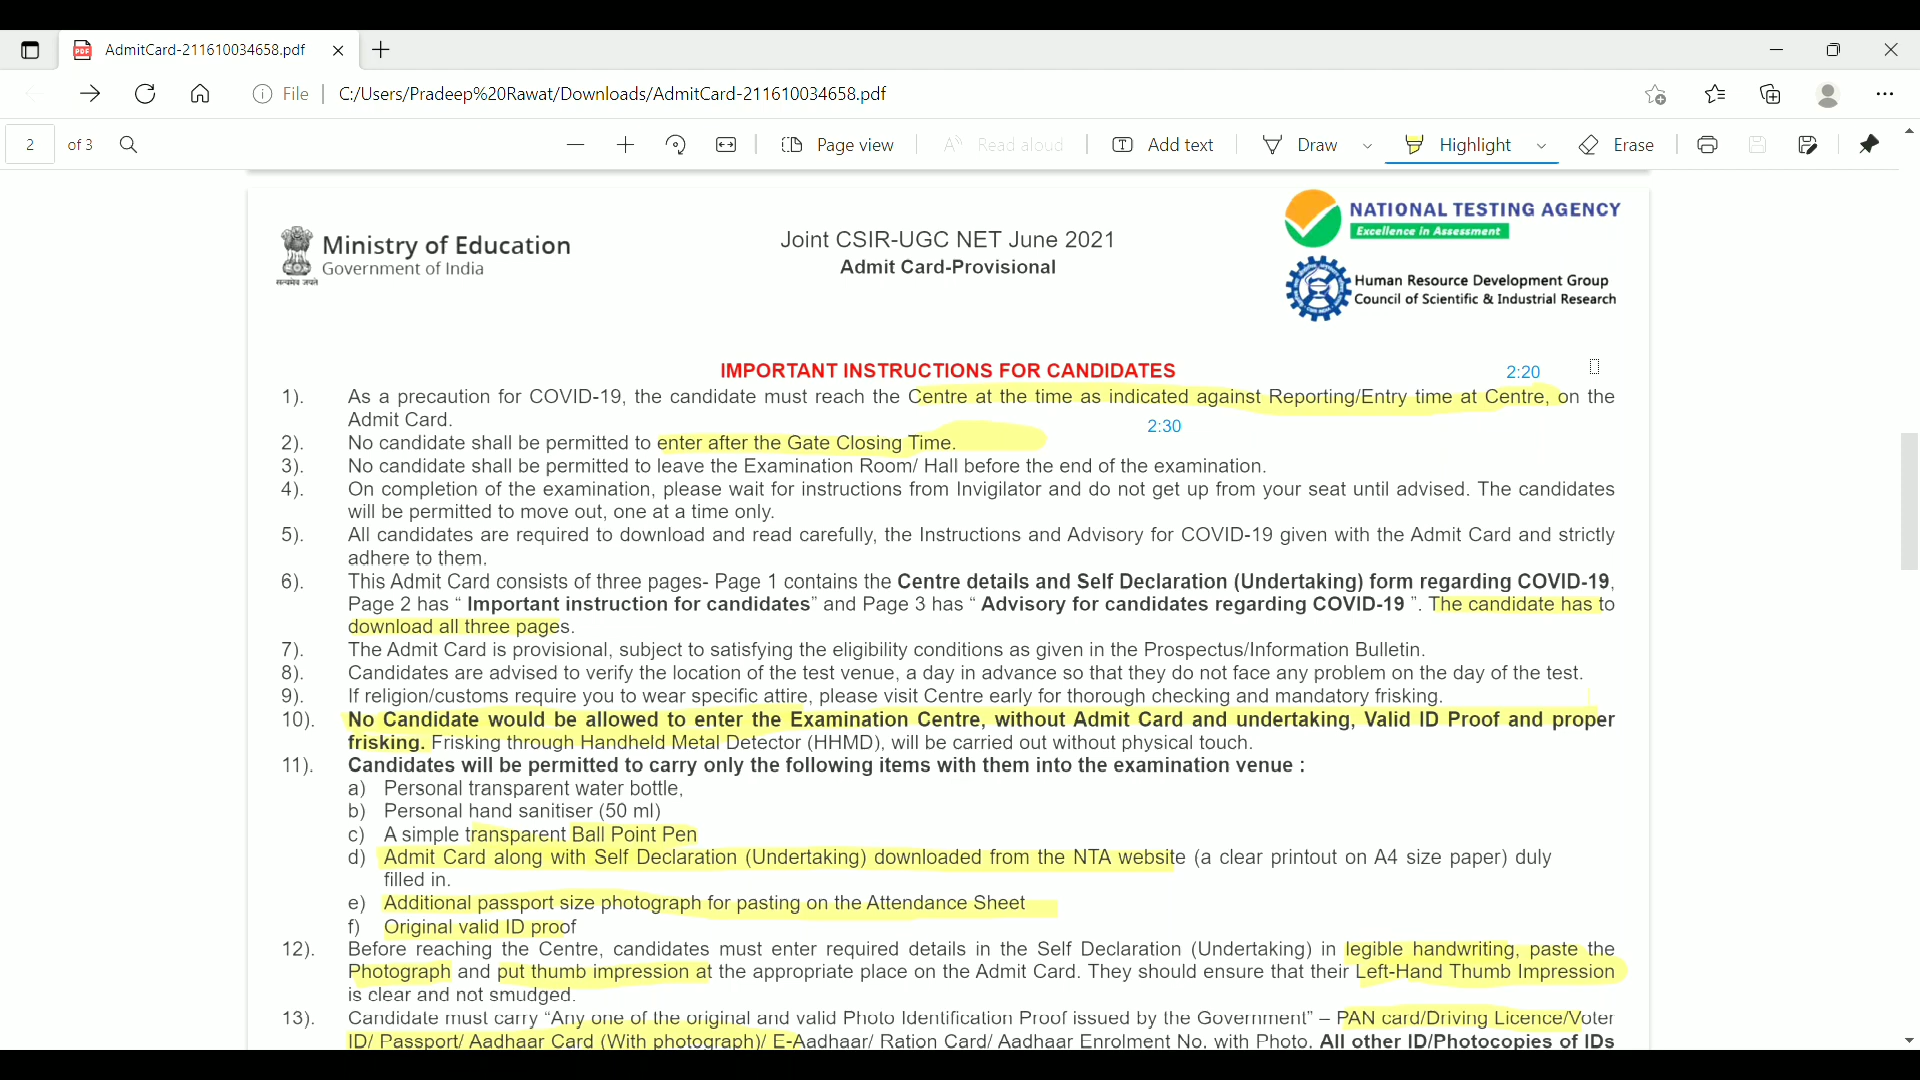 AdmitCard-211610034658.pdf
File
C:/Users/Pradeep%20Rawat/Downloads/AdmitCard-211610034658.pdf
2 of 3
Page view
Read aloud
Add text
Draw
Highlight
Erase
Ministry of Education
Government of India
सत्यमेव जयते
Joint CSIR-UGC NET June 2021
Admit Card-Provisional
NATIONAL TESTING AGENCY
Excellence in Assessment
Human Resource Development Group
Council of Scientific & Industrial Research
IMPORTANT INSTRUCTIONS FOR CANDIDATES
2:20
1). As a precaution for COVID-19, the candidate must reach the Centre at the time as indicated against Reporting/Entry time at Centre, on the
Admit Card.
2:30
2). No candidate shall be permitted to enter after the Gate Closing Time.
3). No candidate shall be permitted to leave the Examination Room/ Hall before the end of the examination.
4). On completion of the examination, please wait for instructions from Invigilator and do not get up from your seat until advised. The candidates
will be permitted to move out, one at a time only.
5). All candidates are required to download and read carefully, the Instructions and Advisory for COVID-19 given with the Admit Card and strictly
adhere to them.
6). This Admit Card consists of three pages- Page 1 contains the Centre details and Self Declaration (Undertaking) form regarding COVID-19,
Page 2 has “ Important instruction for candidates” and Page 3 has “ Advisory for candidates regarding COVID-19 ”. The candidate has to
download all three pages.
7). The Admit Card is provisional, subject to satisfying the eligibility conditions as given in the Prospectus/Information Bulletin.
8). Candidates are advised to verify the location of the test venue, a day in advance so that they do not face any problem on the day of the test.
9). If religion/customs require you to wear specific attire, please visit Centre early for thorough checking and mandatory frisking.
10). No Candidate would be allowed to enter the Examination Centre, without Admit Card and undertaking, Valid ID Proof and proper
frisking. Frisking through Handheld Metal Detector (HHMD), will be carried out without physical touch.
11). Candidates will be permitted to carry only the following items with them into the examination venue :
a) Personal transparent water bottle,
b) Personal hand sanitiser (50 ml)
c) A simple transparent Ball Point Pen
d) Admit Card along with Self Declaration (Undertaking) downloaded from the NTA website (a clear printout on A4 size paper) duly
filled in.
e) Additional passport size photograph for pasting on the Attendance Sheet
f) Original valid ID proof
12). Before reaching the Centre, candidates must enter required details in the Self Declaration (Undertaking) in legible handwriting, paste the
Photograph and put thumb impression at the appropriate place on the Admit Card. They should ensure that their Left-Hand Thumb Impression
is clear and not smudged.
13). Candidate must carry “Any one of the original and valid Photo Identification Proof issued by the Government” – PAN card/Driving Licence/Voter
ID/ Passport/ Aadhaar Card (With photograph)/ E-Aadhaar/ Ration Card/ Aadhaar Enrolment No. with Photo. All other ID/Photocopies of IDs